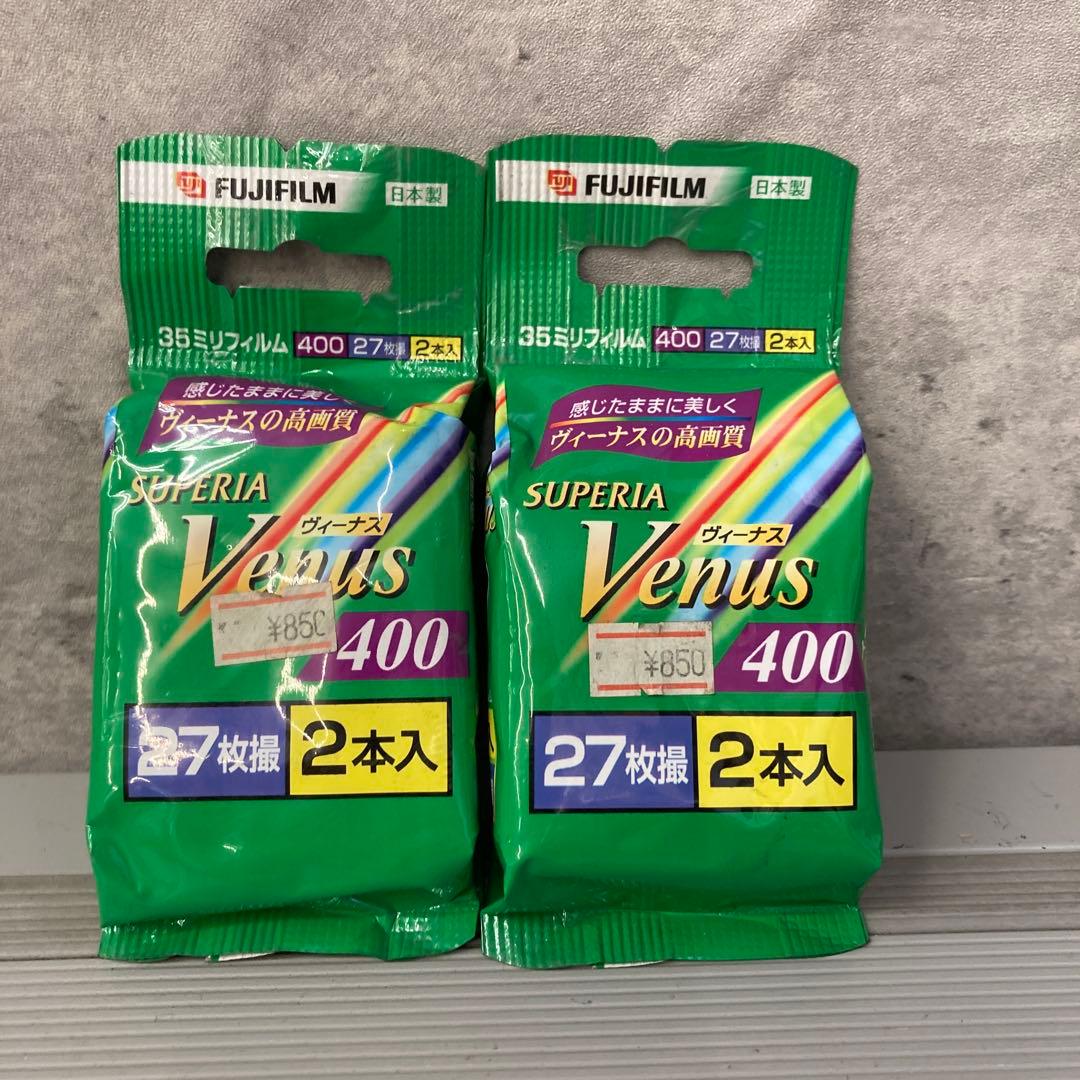 FUJIFILM 日本製
35ミリフィルム 400 27枚撮 2本入
感じたままに美しく
ヴィーナスの高画質
SUPERIA
ヴィーナス
Venus
¥850
400
27枚撮 2本入
FUJI FUJIFILM 日本製
35ミリフィルム 400 27枚撮 2本入
感じたままに美しく
ヴィーナスの高画質
SUPERIA
ヴィーナス
Venus
¥850
400
27枚撮 2本入